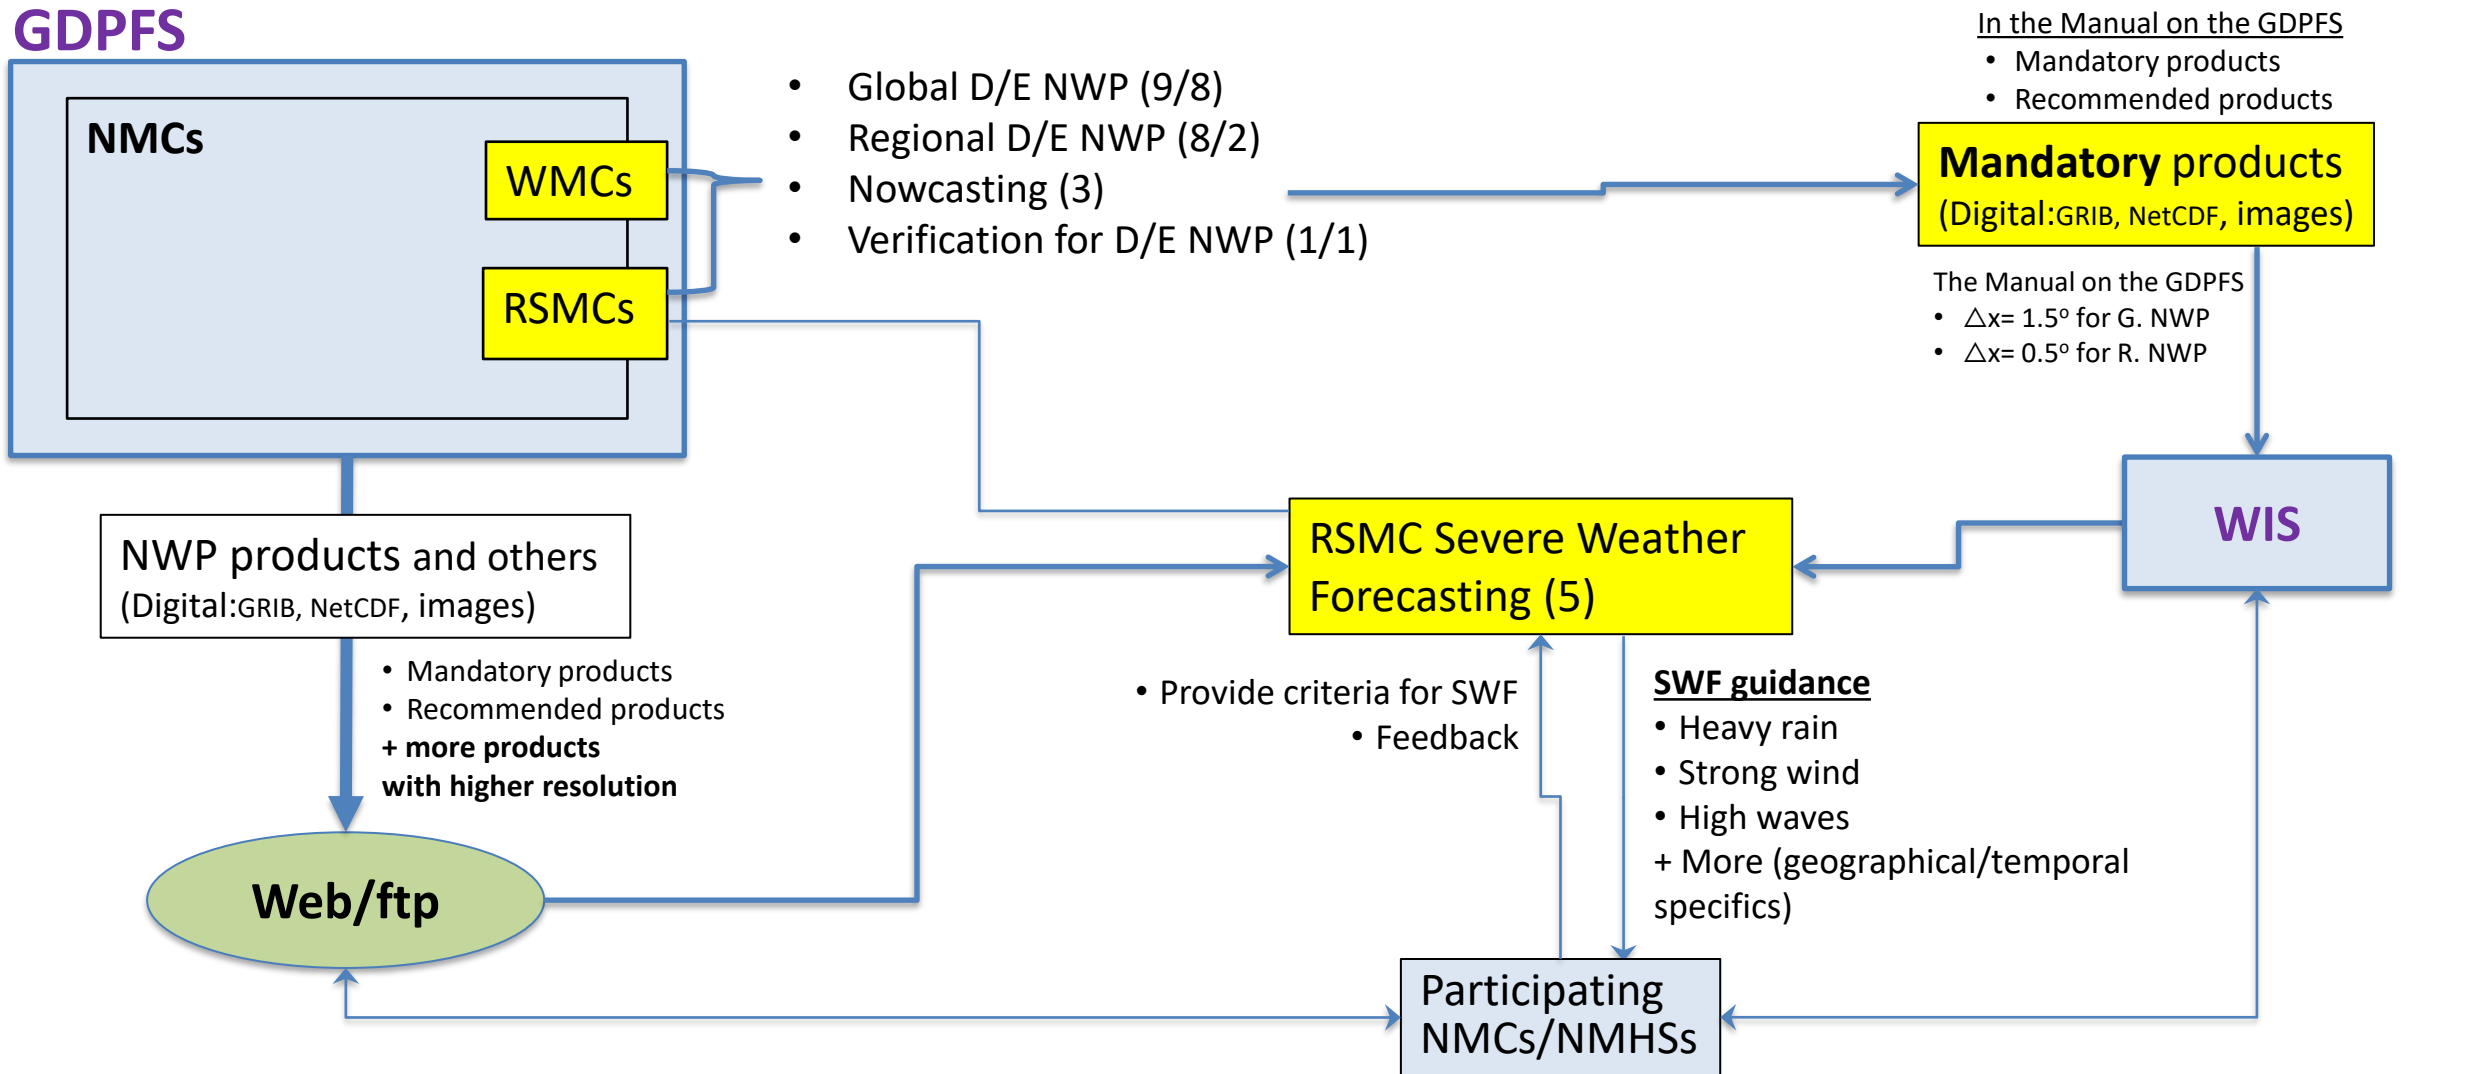 GDPFS
NMCs
WMCs
RSMCs
• Global D/E NWP (9/8)
• Regional D/E NWP (8/2)
• Nowcasting (3)
• Verification for D/E NWP (1/1)
In the Manual on the GDPFS
• Mandatory products
• Recommended products
Mandatory products
(Digital:GRIB, NetCDF, images)
The Manual on the GDPFS
• △x= 1.5º for G. NWP
• △x= 0.5º for R. NWP
WIS
NWP products and others
(Digital:GRIB, NetCDF, images)
• Mandatory products
• Recommended products
+ more products
with higher resolution
Web/ftp
RSMC Severe Weather
Forecasting (5)
• Provide criteria for SWF
• Feedback
SWF guidance
• Heavy rain
• Strong wind
• High waves
+ More (geographical/temporal
specifics)
Participating
NMCs/NMHSs